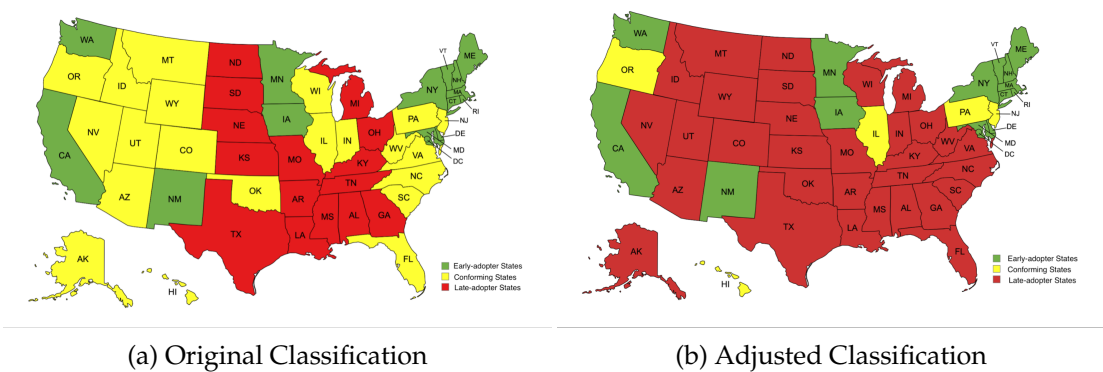 WA
OR
CA
NV
ID
MT
WY
UT
AZ
CO
NM
ND
SD
NE
KS
OK
TX
MN
IA
MO
AR
LA
WI
IL
IN
MI
OH
KY
TN
MS
AL
GA
FL
SC
NC
VA
WV
PA
NY
VT
NH
ME
MA
CT
RI
NJ
DE
MD
DC
AK
HI
Early-adopter States
Conforming States
Late-adopter States
(a) Original Classification
WA
OR
CA
NV
ID
MT
WY
UT
AZ
CO
NM
ND
SD
NE
KS
OK
TX
MN
IA
MO
AR
LA
WI
IL
IN
MI
OH
KY
TN
MS
AL
GA
FL
SC
NC
VA
WV
PA
NY
VT
NH
ME
MA
CT
RI
NJ
DE
MD
DC
AK
HI
Early-adopter States
Conforming States
Late-adopter States
(b) Adjusted Classification